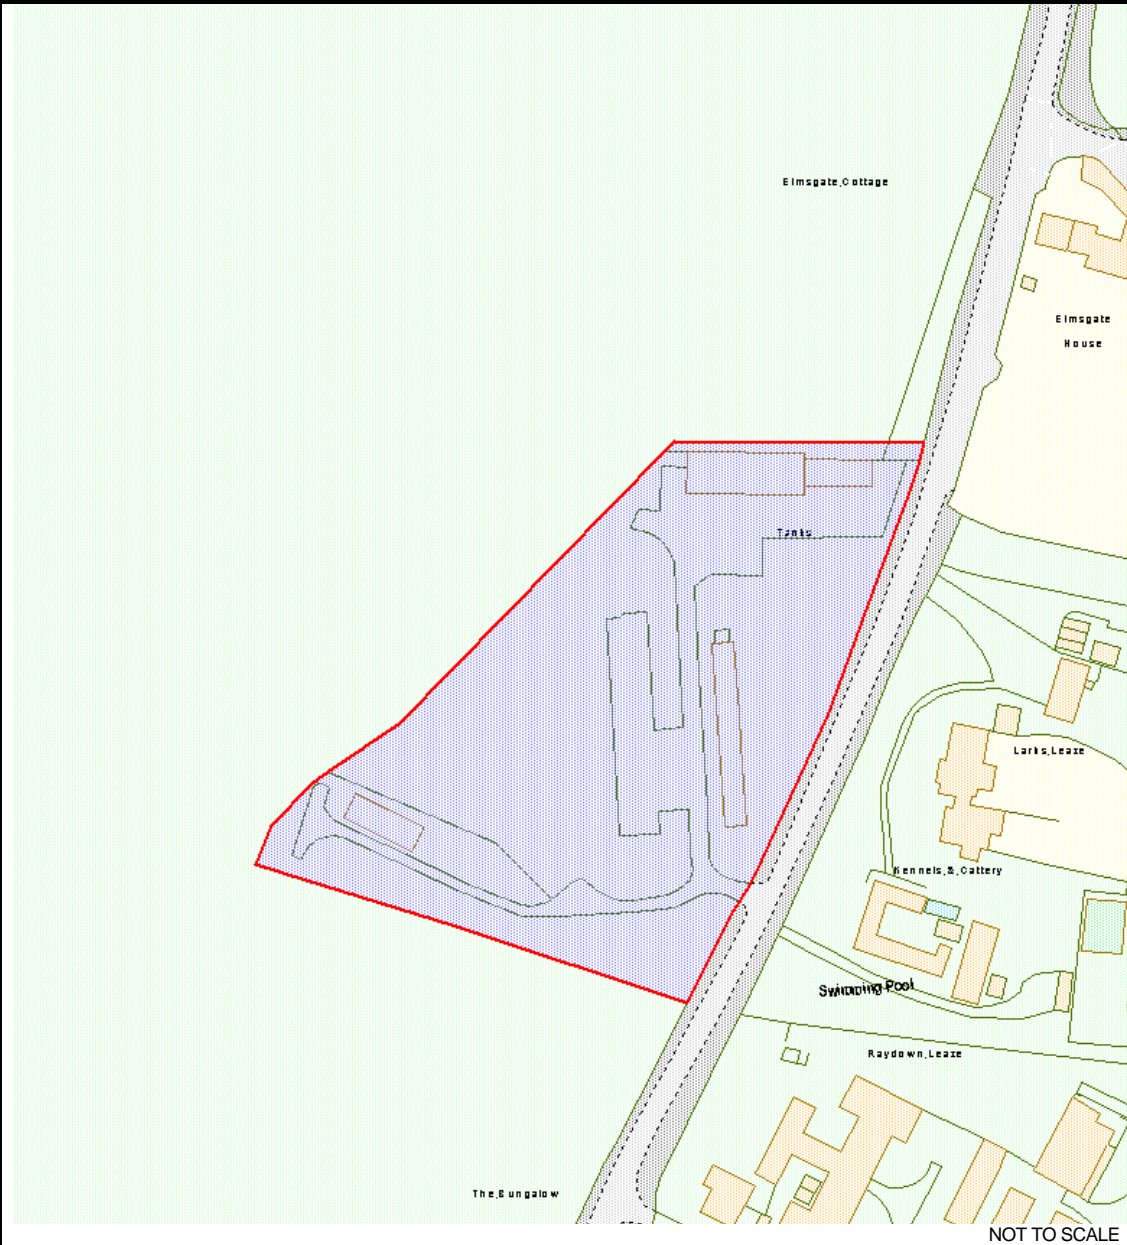 Elmsgate Cottage
Elmsgate
House
Tanks
Larks Leaze
Kennels & Cattery
Swimming Pool
Raydown Leaze
The Bungalow
NOT TO SCALE